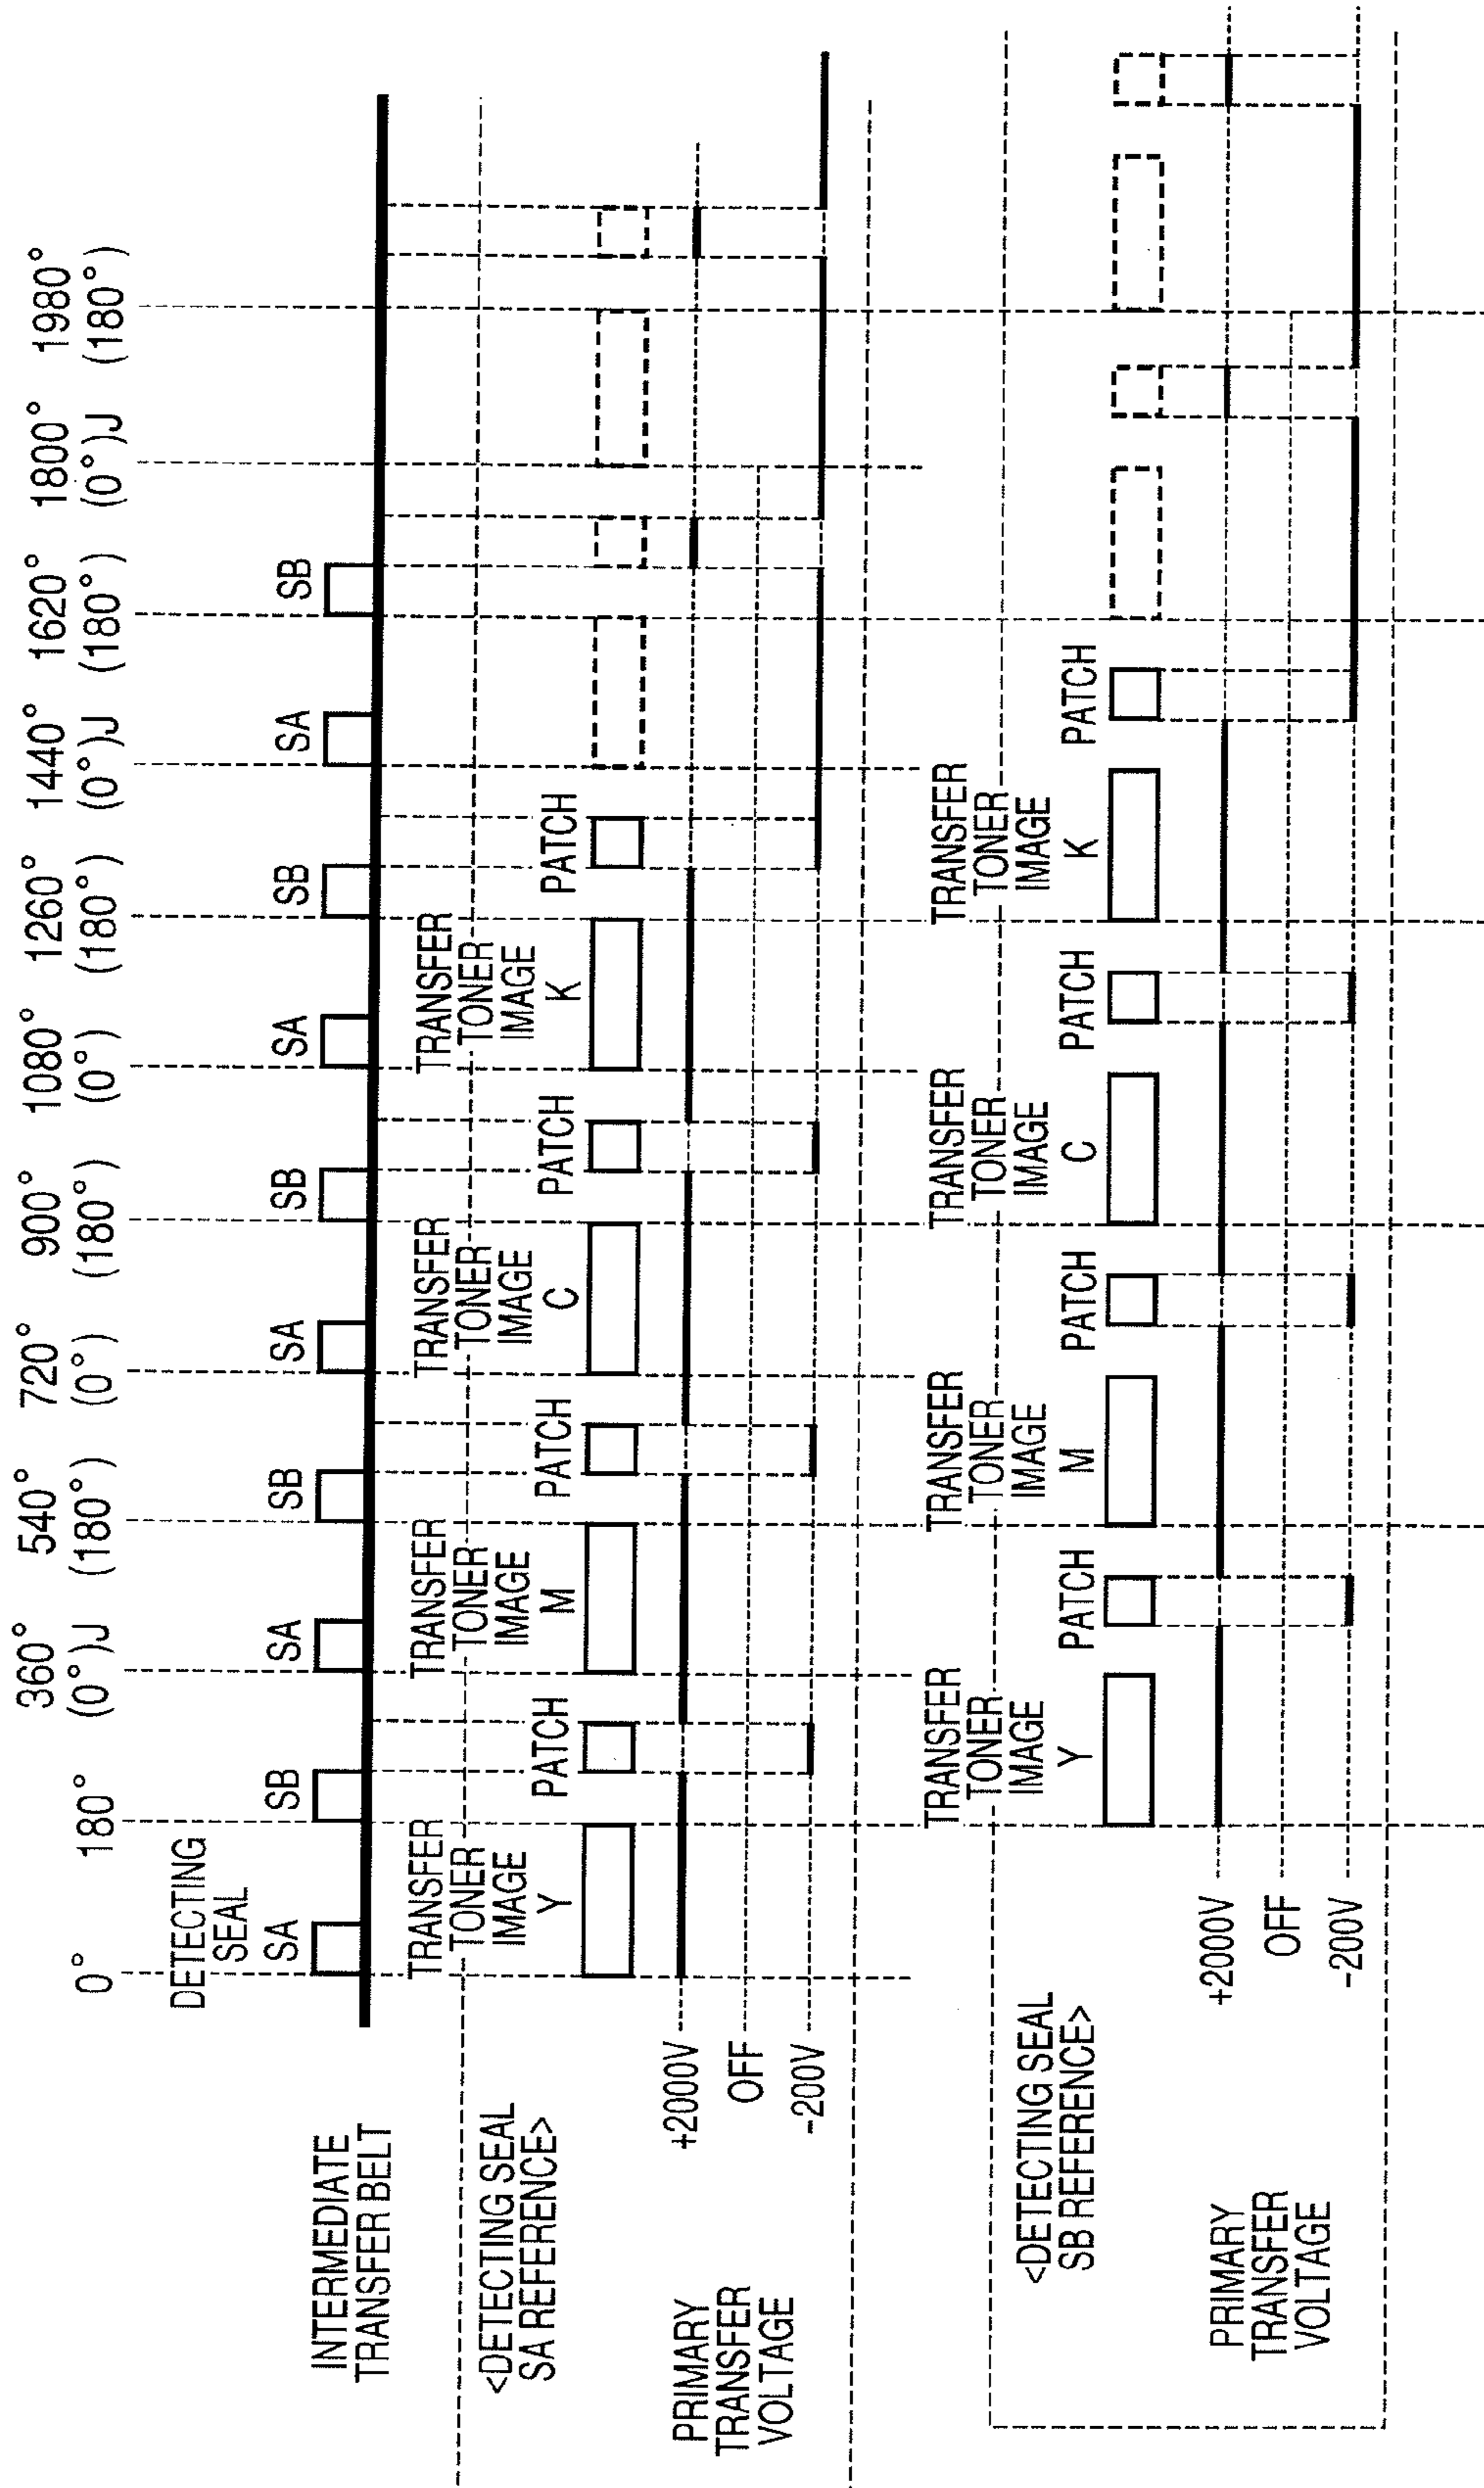 0°
180°
360°
(0°)J
540°
(180°)
720°
(0°)
900°
(180°)
1080°
(0°)
1260°
(180°)
1440°
(0°)J
1620°
(180°)
1800°
(0°)J
1980°
(180°)
DETECTING
SEAL
SA
SB
SA
SB
SA
SB
SA
SB
SA
SB
INTERMEDIATE
TRANSFER BELT
<DETECTING SEAL
SA REFERENCE>
TRANSFER
TONER
IMAGE
Y
PATCH
TRANSFER
TONER
IMAGE
M
PATCH
TRANSFER
TONER
IMAGE
C
PATCH
TRANSFER
TONER
IMAGE
K
PATCH
PRIMARY
TRANSFER
VOLTAGE
+2000V
OFF
-200V
<DETECTING SEAL
SB REFERENCE>
TRANSFER
TONER
IMAGE
Y
PATCH
TRANSFER
TONER
IMAGE
M
PATCH
TRANSFER
TONER
IMAGE
C
PATCH
TRANSFER
TONER
IMAGE
K
PATCH
PRIMARY
TRANSFER
VOLTAGE
+2000V
OFF
-200V